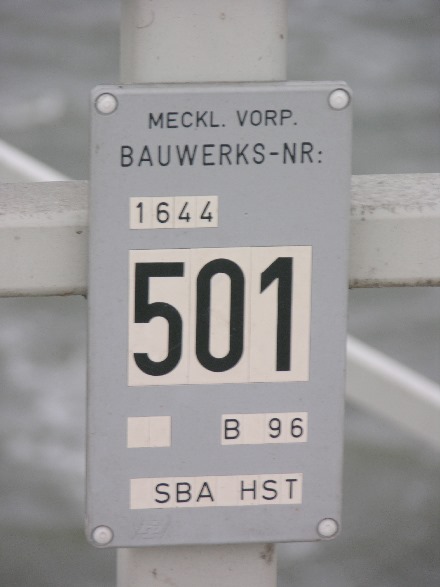 MECKL. VORP.
BAUWERKS-NR:
1644
501
B 96
SBA HST